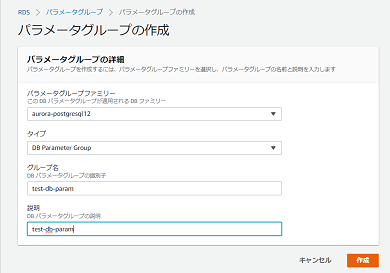 RDS > パラメータグループ > パラメータグループの作成
パラメータグループの作成
パラメータグループの詳細
パラメータグループを作成するには、パラメータグループファミリーを選択し、パラメータグループの名前と説明を入力します
パラメータグループファミリー
この DB パラメータグループが適用される DB ファミリー
aurora-postgresql12
タイプ
DB Parameter Group
グループ名
DB パラメータグループの識別子
test-db-param
説明
DB パラメータグループの説明
test-db-param
キャンセル
作成